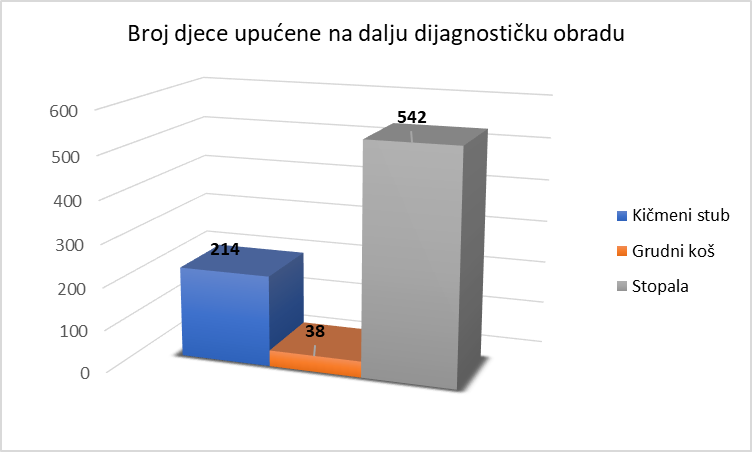 Broj djece upućene na dalju dijagnostičku obradu
600
500
400
300
200
100
0
214
38
542
Kičmeni stub
Grudni koš
Stopala